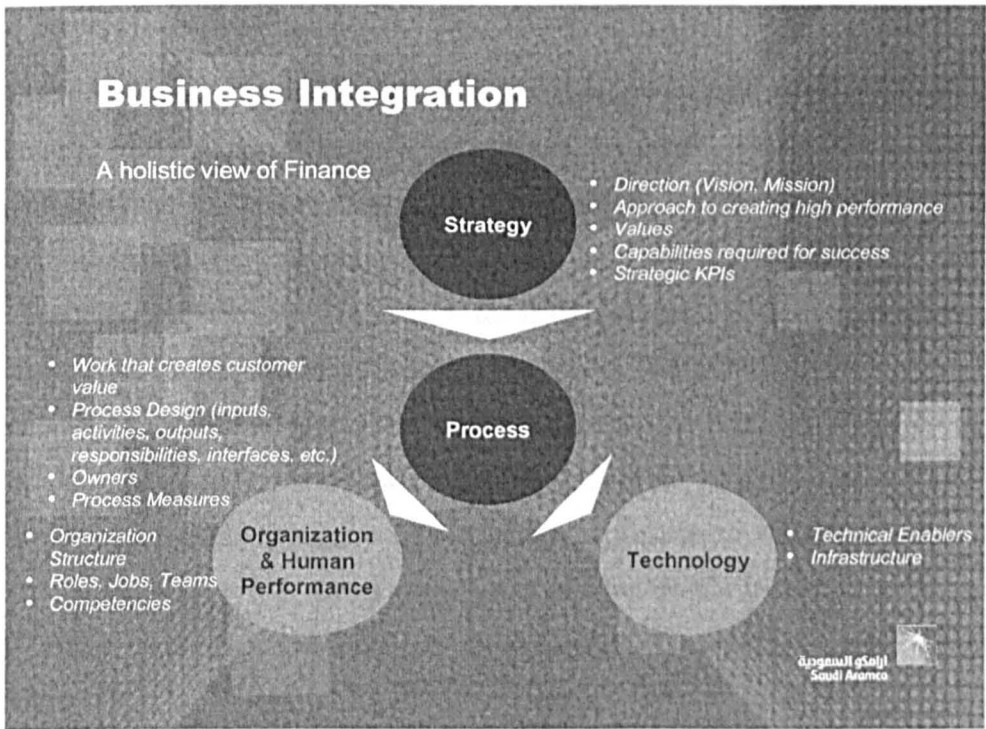 Business Integration
A holistic view of Finance
Strategy
• Direction (Vision, Mission)
• Approach to creating high performance
• Values
• Capabilities required for success
• Strategic KPIs
• Work that creates customer
value
• Process Design (inputs,
activities, outputs,
responsibilities, interfaces, etc.)
• Owners
• Process Measures
Process
• Organization
Structure
• Roles, Jobs, Teams
• Competencies
Organization
& Human
Performance
Technology
• Technical Enablers
• Infrastructure
ارامكو السعودية
Saudi Aramco